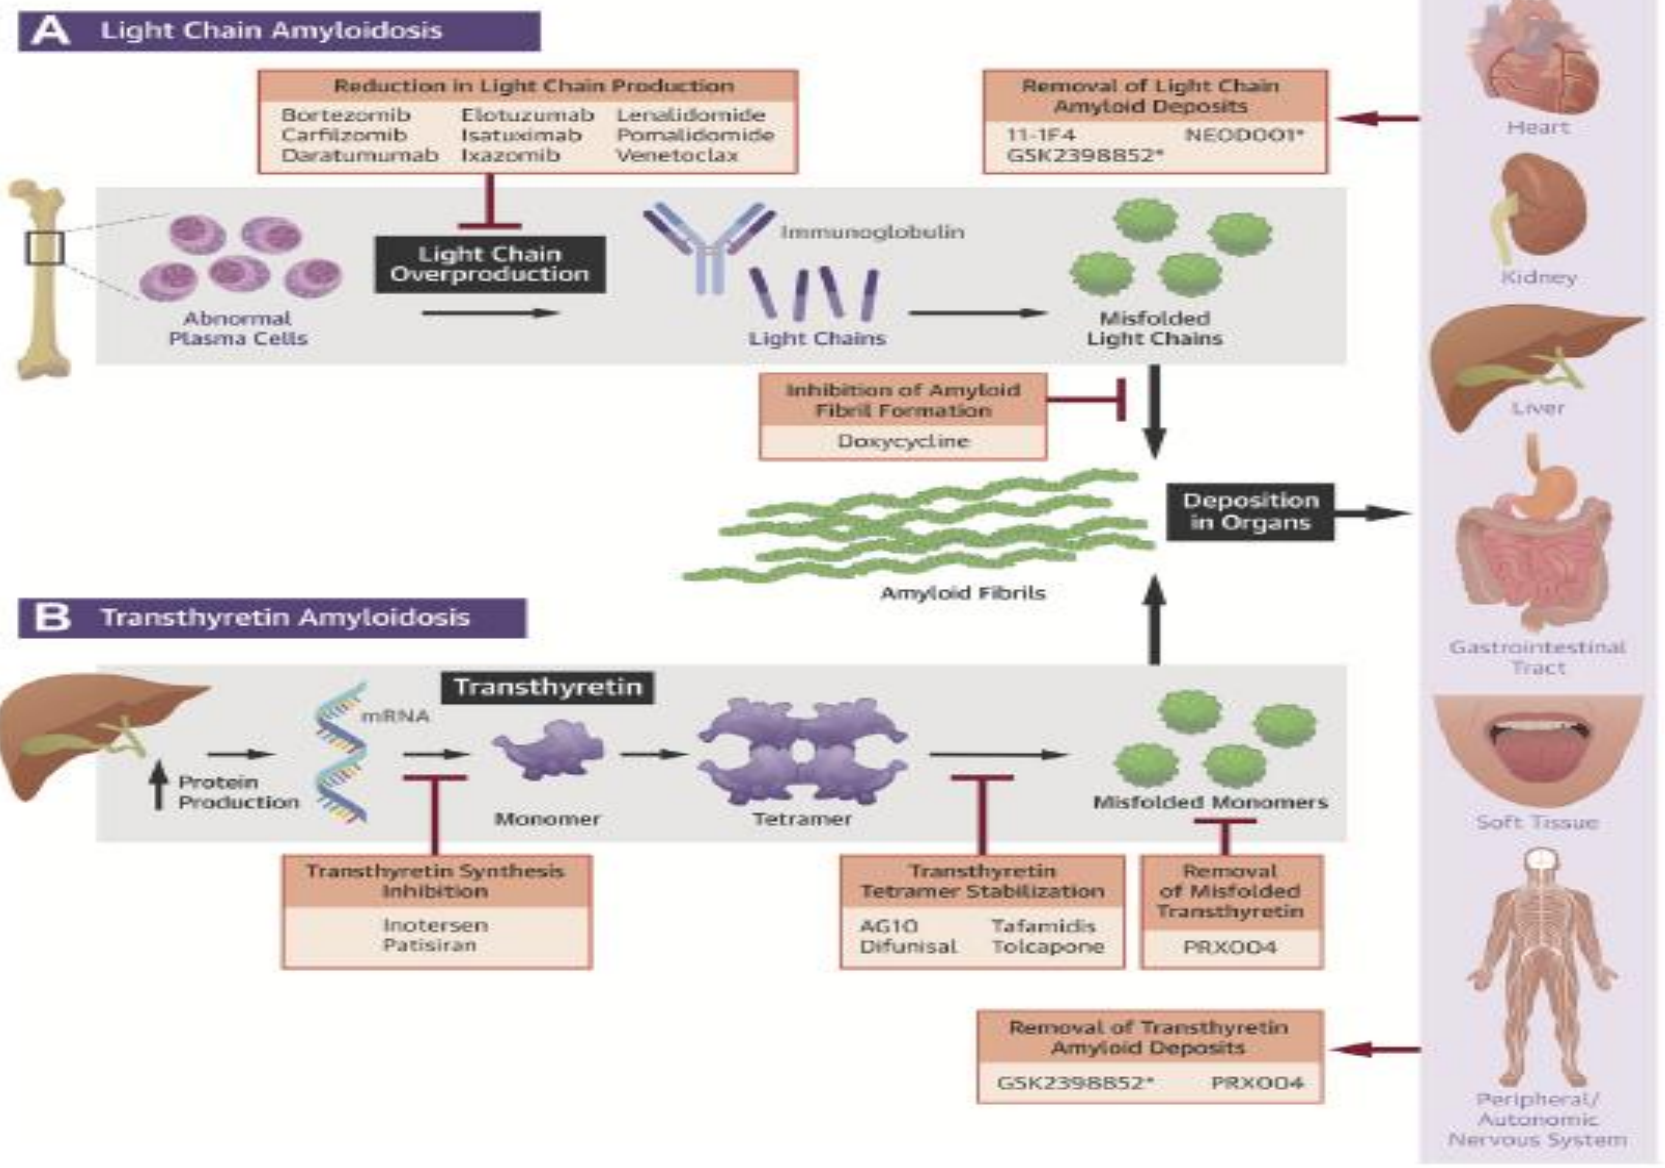 A Light Chain Amyloidosis
Reduction in Light Chain Production
Bortezomib Elotuzumab Lenalidomide
Carfilzomib Isatuximab Pomalidomide
Daratumumab Ixazomib Venetoclax
Removal of Light Chain
Amyloid Deposits
11-1F4 NEOD001*
GSK2398852*
Heart
Light Chain
Overproduction
Immunoglobulin
Abnormal
Plasma Cells
Light Chains
Misfolded
Light Chains
Kidney
Inhibition of Amyloid
Fibril Formation
Doxycycline
Liver
Deposition
in Organs
Amyloid Fibrils
Gastrointestinal
Tract
B Transthyretin Amyloidosis
Transthyretin
mRNA
Protein
Production
Monomer
Tetramer
Misfolded Monomers
Soft Tissue
Transthyretin Synthesis
Inhibition
Inotersen
Patisiran
Transthyretin
Tetramer Stabilization
AG10 Tafamidis
Difunisal Tolcapone
Removal
of Misfolded
Transthyretin
PRX004
Removal of Transthyretin
Amyloid Deposits
GSK2398852* PRX004
Peripheral/
Autonomic
Nervous System